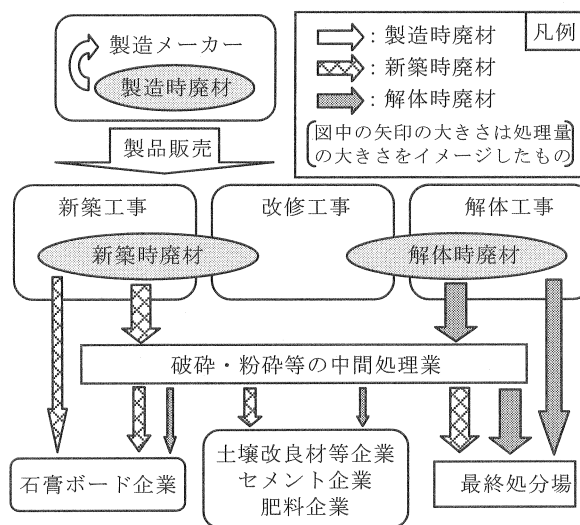 製造メーカー
製造時廃材
凡例
：製造時廃材
：新築時廃材
：解体時廃材
図中の矢印の大きさは処理量
の大きさをイメージしたもの
製品販売
新築工事
改修工事
解体工事
新築時廃材
解体時廃材
破砕・粉砕等の中間処理業
石膏ボード企業
土壌改良材等企業
セメント企業
肥料企業
最終処分場